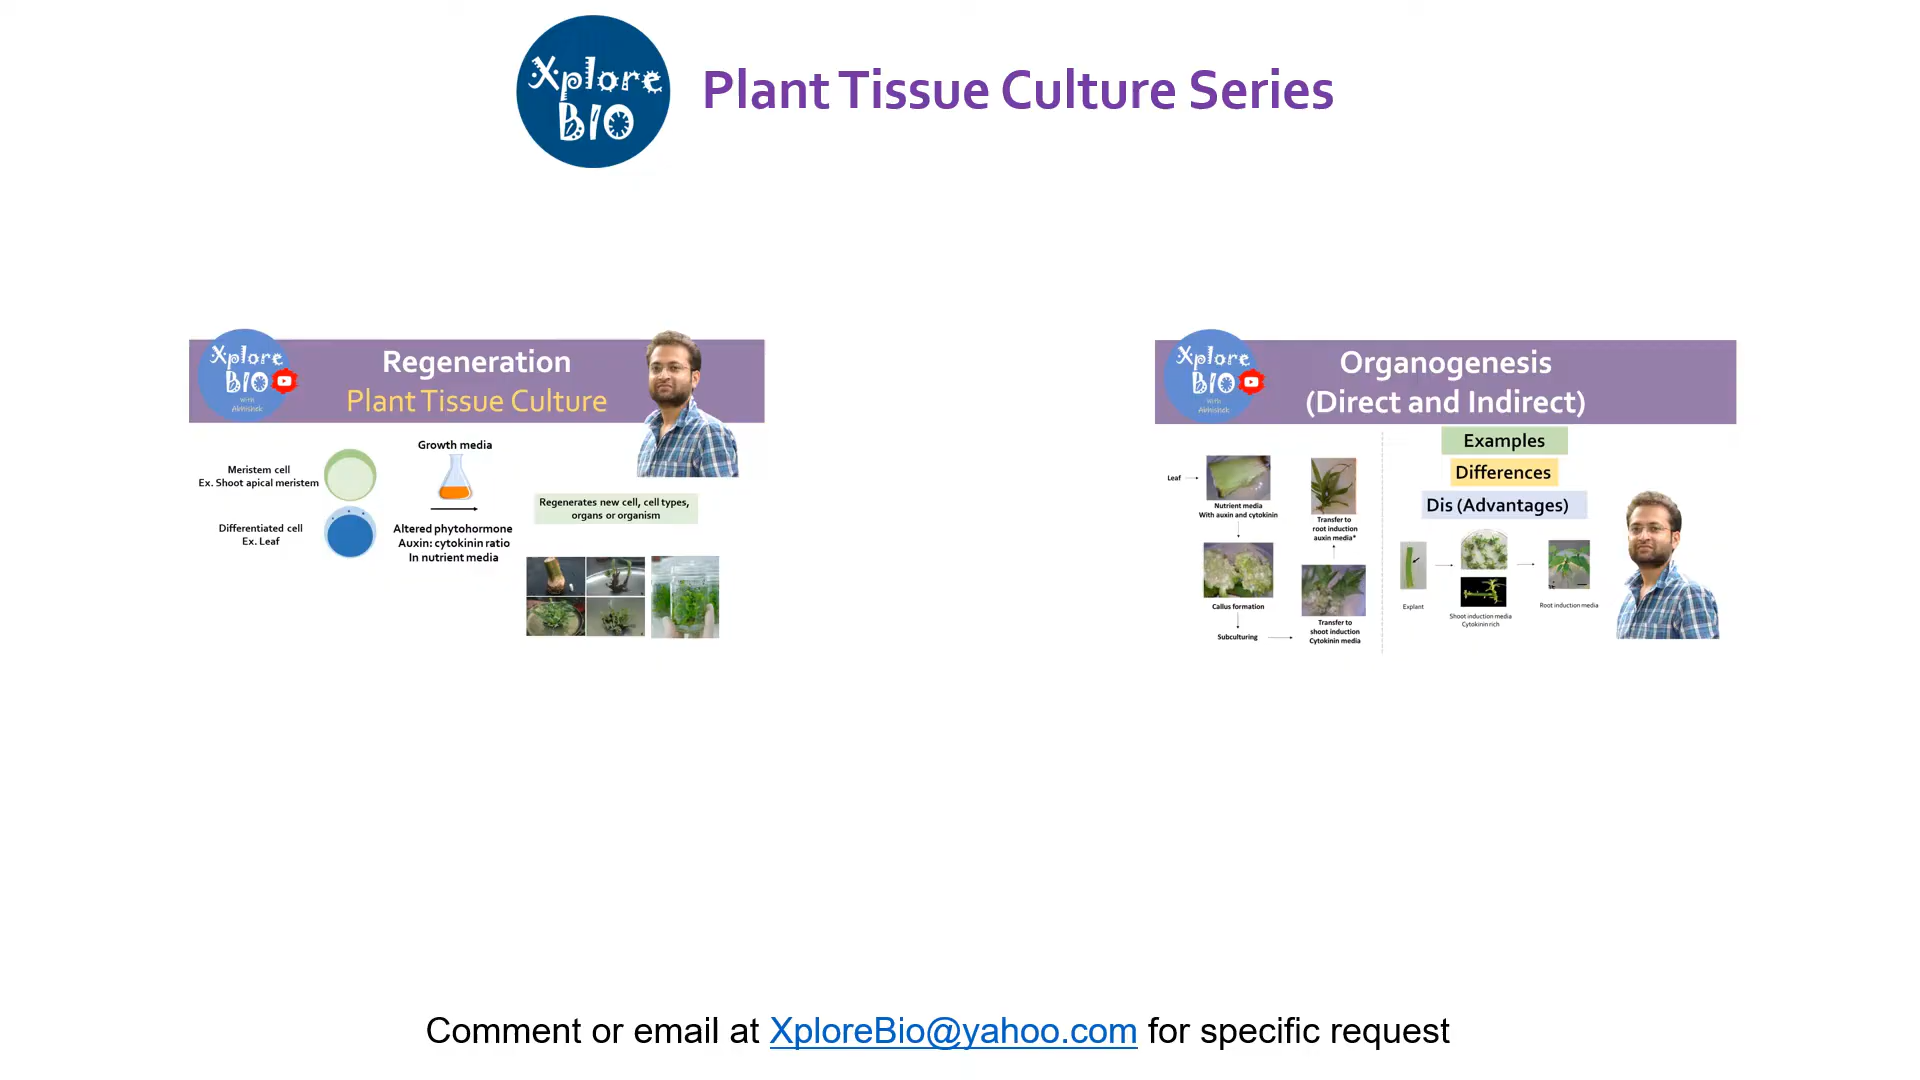 Xplore
BIO
Plant Tissue Culture Series
Xplore
BIO
With
Abhishek
Regeneration
Plant Tissue Culture
Growth media
Meristem cell
Ex. Shoot apical meristem
Differentiated cell
Ex. Leaf
Altered phytohormone
Auxin: cytokinin ratio
In nutrient media
Regenerates new cell, cell types,
organs or organism
Xplore
BIO
With
Abhishek
Organogenesis
(Direct and Indirect)
Leaf
Nutrient media
With auxin and cytokinin
Callus formation
Subculturing
Transfer to
shoot induction
Cytokinin media
Transfer to
root induction
auxin media*
Examples
Differences
Dis (Advantages)
Explant
Shoot induction media
Cytokinin rich
Root induction media
Comment or email at XploreBio@yahoo.com for specific request